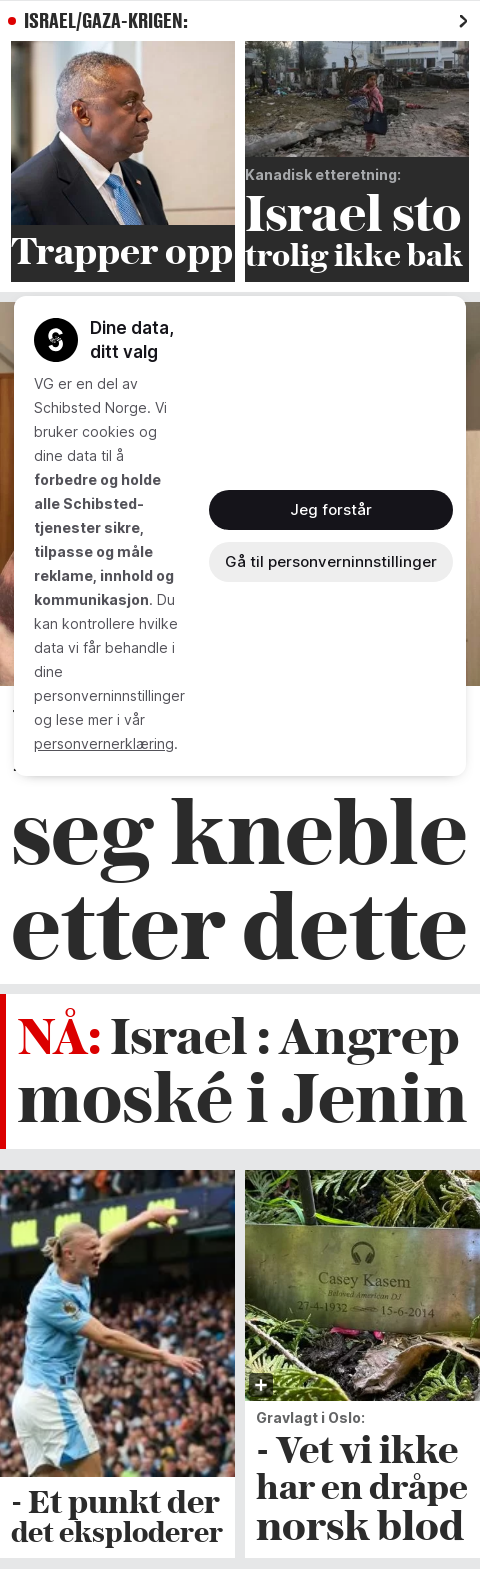 ISRAEL/GAZA-KRIGEN:
Trapper opp
Kanadisk etteretning:
Israel sto
trolig ikke bak
Dine data,
ditt valg
VG er en del av
Schibsted Norge. Vi
bruker cookies og
dine data til å
forbedre og holde
alle Schibsted-
tjenester sikre,
tilpasse og måle
reklame, innhold og
kommunikasjon. Du
kan kontrollere hvilke
data vi får behandle i
dine
personverninnstillinger
og lese mer i vår
personvernerklæring.
Jeg forstår
Gå til personverninnstillinger
seg kneble
etter dette
NÅ: Israel : Angrep
moské i Jenin
- Et punkt der
det eksploderer
Casey Kasem
Beloved American DJ
27-4-1932 15-6-2014
Gravlagt i Oslo:
- Vet vi ikke
har en dråpe
norsk blod